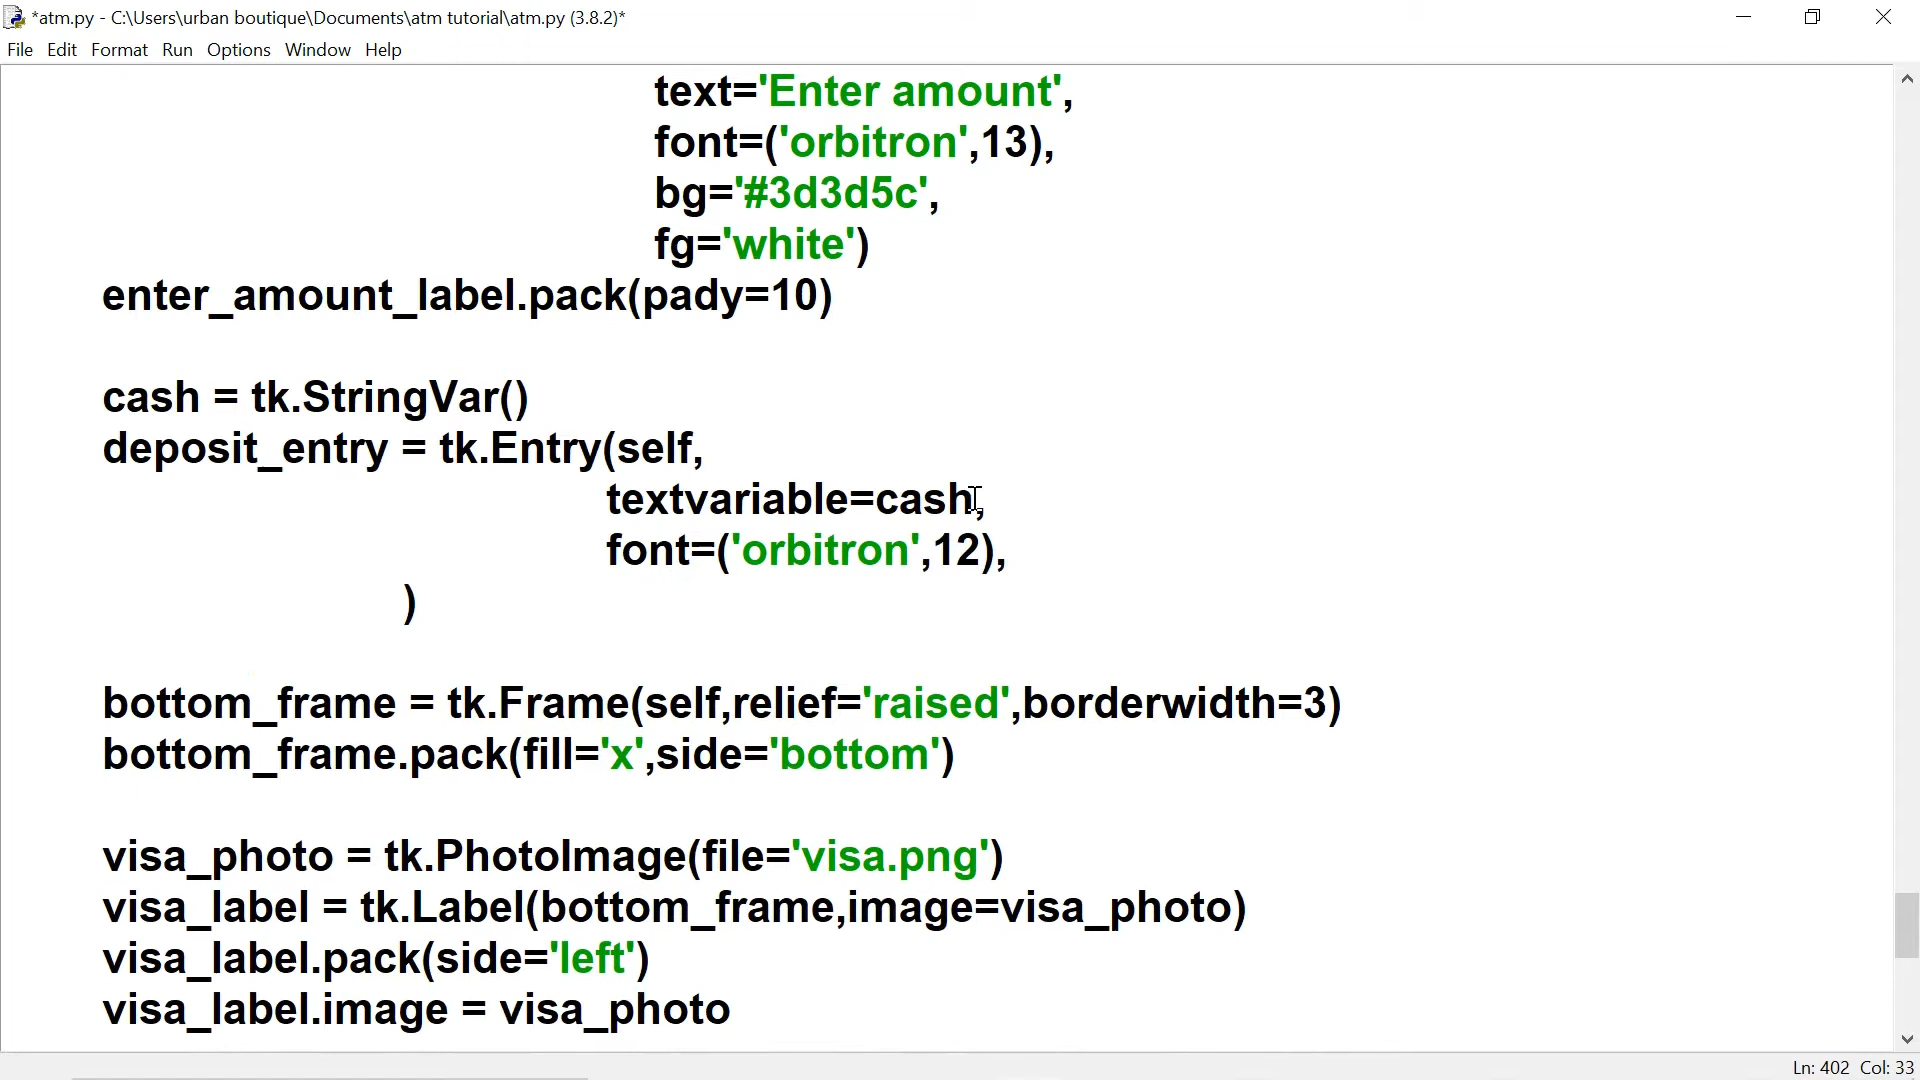 *atm.py - C:\Users\urban boutique\Documents\atm tutorial\atm.py (3.8.2)*
File Edit Format Run Options Window Help
text='Enter amount',
font=('orbitron',13),
bg='#3d3d5c',
fg='white')
enter_amount_label.pack(pady=10)
cash = tk.StringVar()
deposit_entry = tk.Entry(self,
textvariable=cash,
font=('orbitron',12),
)
bottom_frame = tk.Frame(self,relief='raised',borderwidth=3)
bottom_frame.pack(fill='x',side='bottom')
visa_photo = tk.PhotoImage(file='visa.png')
visa_label = tk.Label(bottom_frame,image=visa_photo)
visa_label.pack(side='left')
visa_label.image = visa_photo
Ln: 402 Col: 33